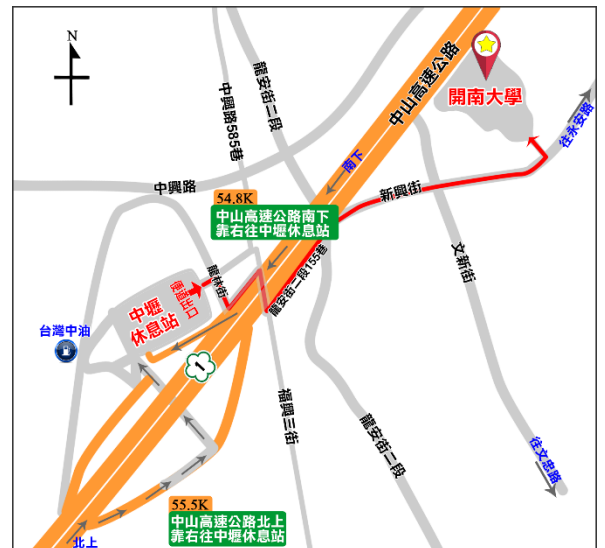 N
中興路585巷
龍安街二段
中山高速公路
開南大學
往永安路
南下
中興路
新興街
54.8K
中山高速公路南下
靠右往中壢休息站
文新街
龍林街
龍安街二段155巷
便道出口
中壢
休息站
台灣中油
1
福興三街
龍安街二段
往文忠路
55.5K
中山高速公路北上
靠右往中壢休息站
北上